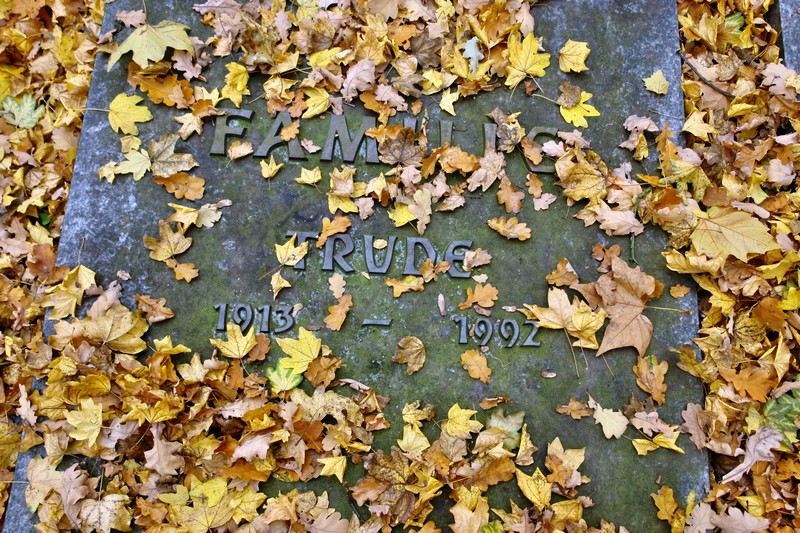 FAMILIE
TRUDE
1913 – 1992